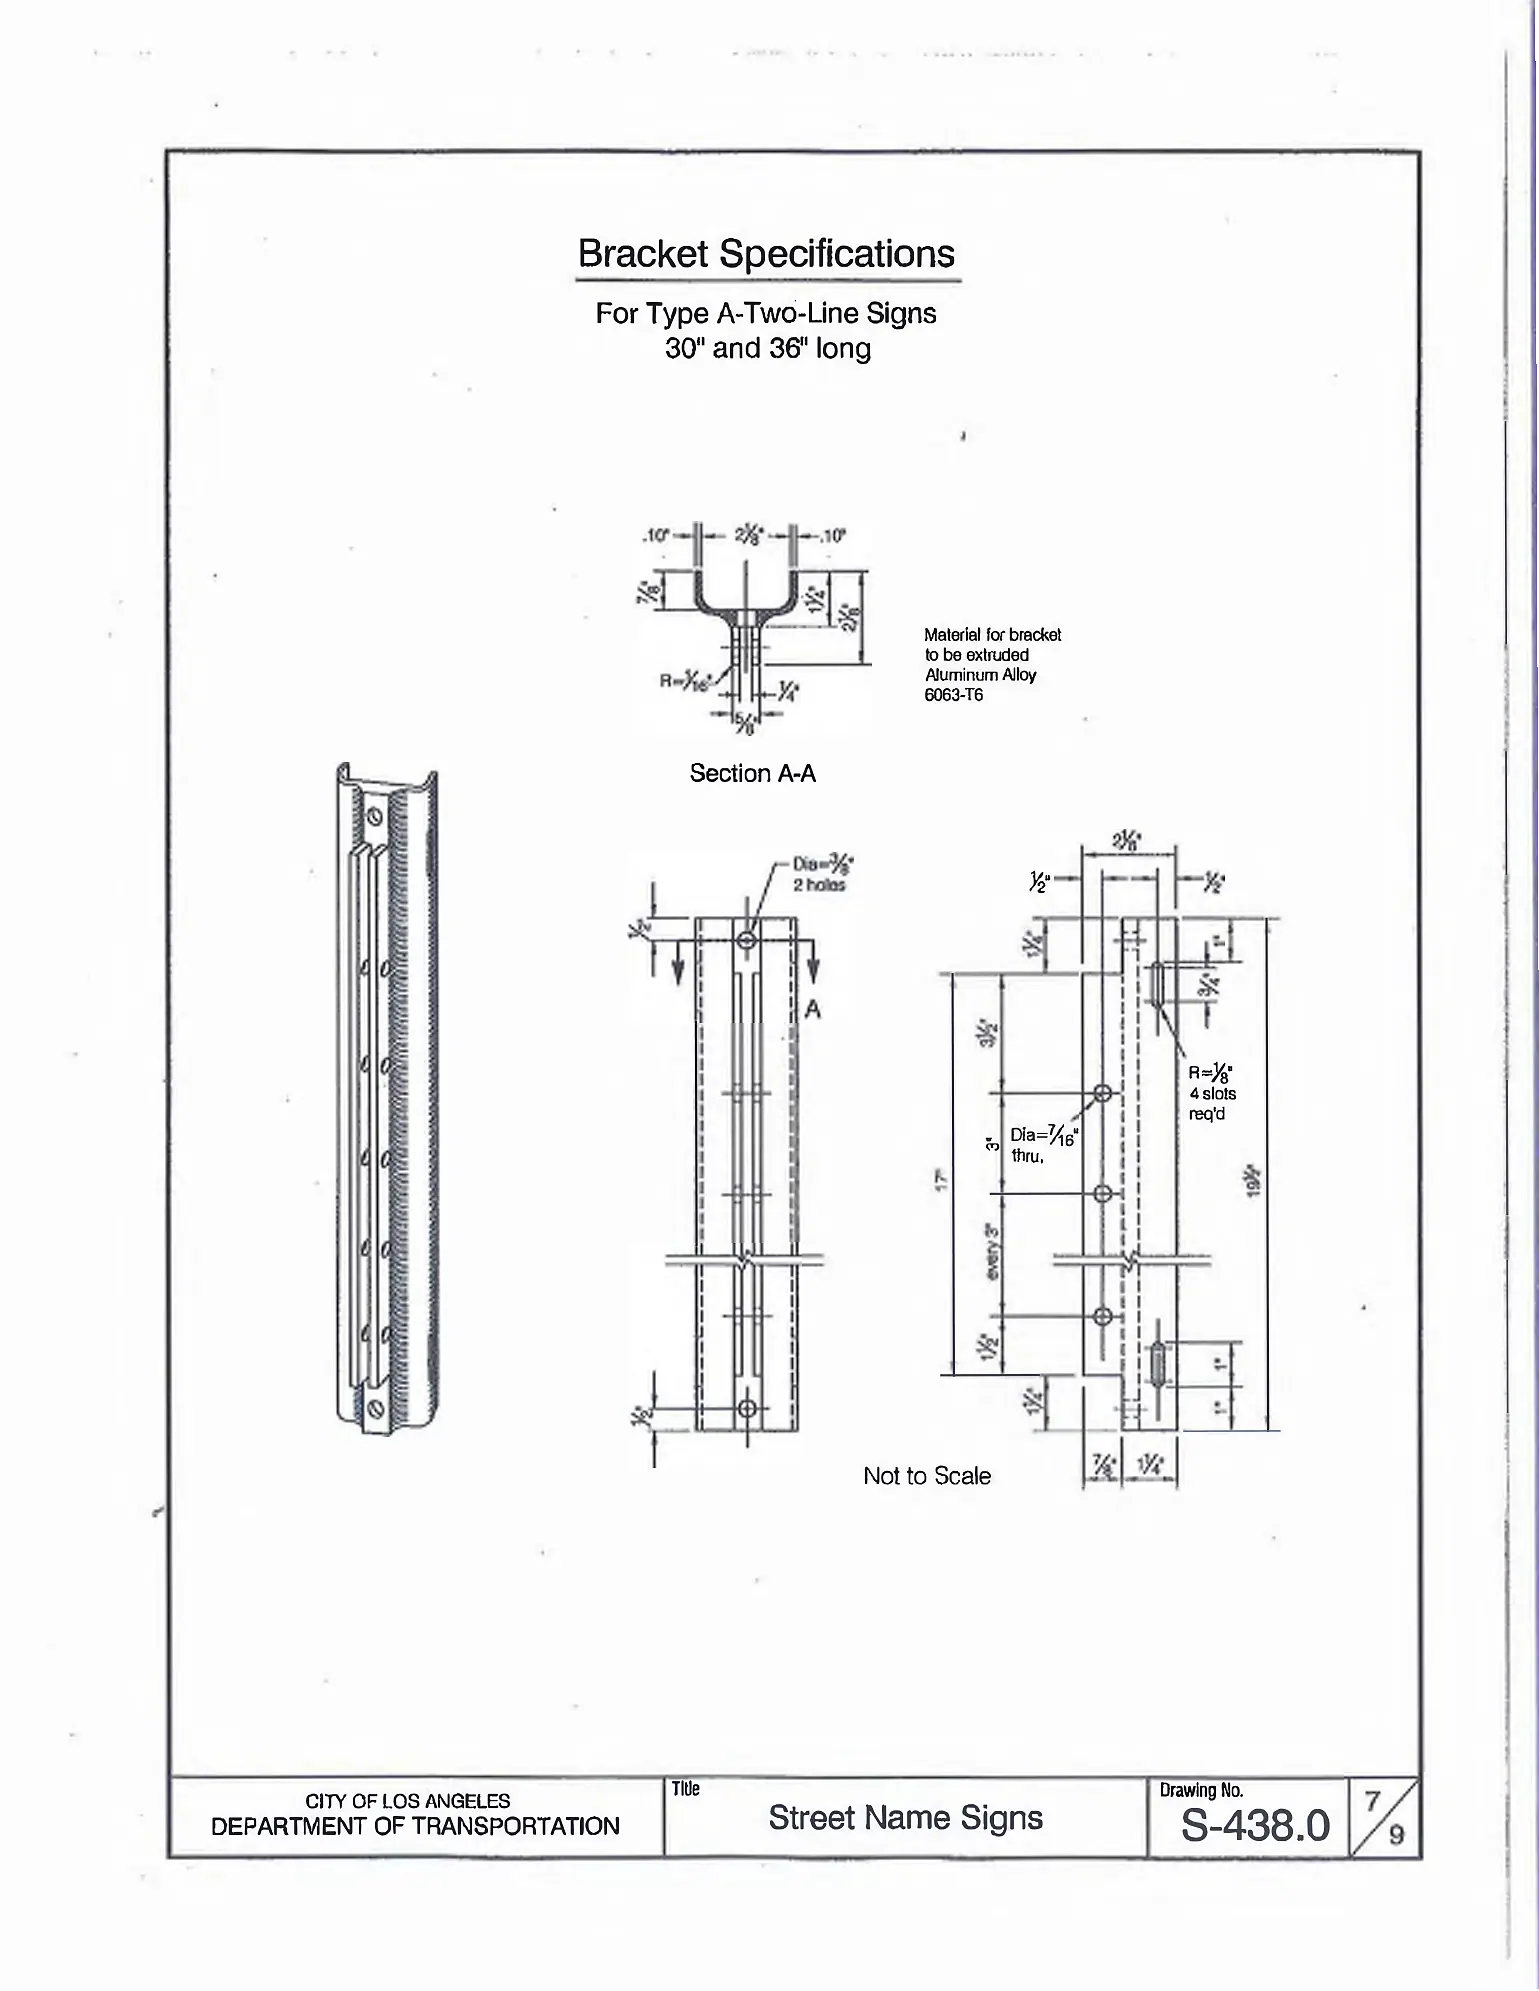 Bracket Specifications
For Type A-Two-Line Signs
30" and 36" long
.10" 2⅛" .10"
7/8"
1¼"
2⅛"
R=1/16"
1/4"
5/8"
Material for bracket
to be extruded
Aluminum Alloy
6063-T6
Section A-A
Dia=3/8"
2 holes
1/2"
A
1/2"
2⅛"
1/2" 1/2"
1¼"
1"
3/4"
3½"
R=1/8"
4 slots
req'd
Dia=7/16"
thru.
3"
17"
19½"
every 3"
1½"
1"
1¼"
1"
7/8" 1¼"
Not to Scale
CITY OF LOS ANGELES
DEPARTMENT OF TRANSPORTATION
Title
Street Name Signs
Drawing No.
S-438.0
7/9